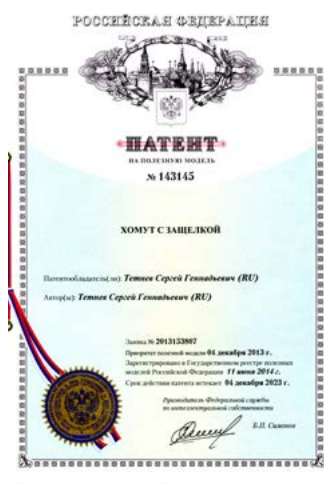 РОССИЙСКАЯ ФЕДЕРАЦИЯ
ПАТЕНТ
НА ПОЛЕЗНУЮ МОДЕЛЬ
№ 143145
ХОМУТ С ЗАЩЕЛКОЙ
Патентообладатель(ли): Тетнев Сергей Геннадьевич (RU)
Автор(ы): Тетнев Сергей Геннадьевич (RU)
Заявка № 2013153807
Приоритет полезной модели 04 декабря 2013 г.
Зарегистрировано в Государственном реестре полезных
моделей Российской Федерации 11 июня 2014 г.
Срок действия патента истекает 04 декабря 2023 г.
Руководитель Федеральной службы
по интеллектуальной собственности
Б.П. Симонов